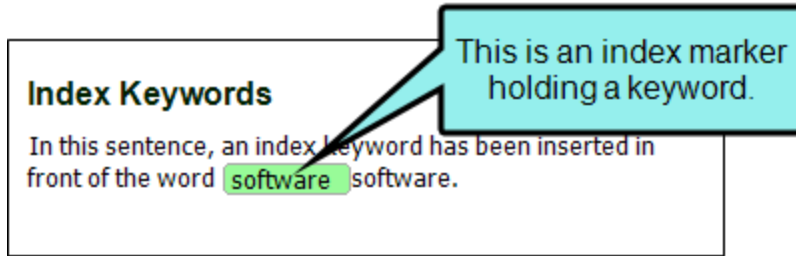 This is an index marker
holding a keyword.
Index Keywords
In this sentence, an index keyword has been inserted in
front of the word software software.